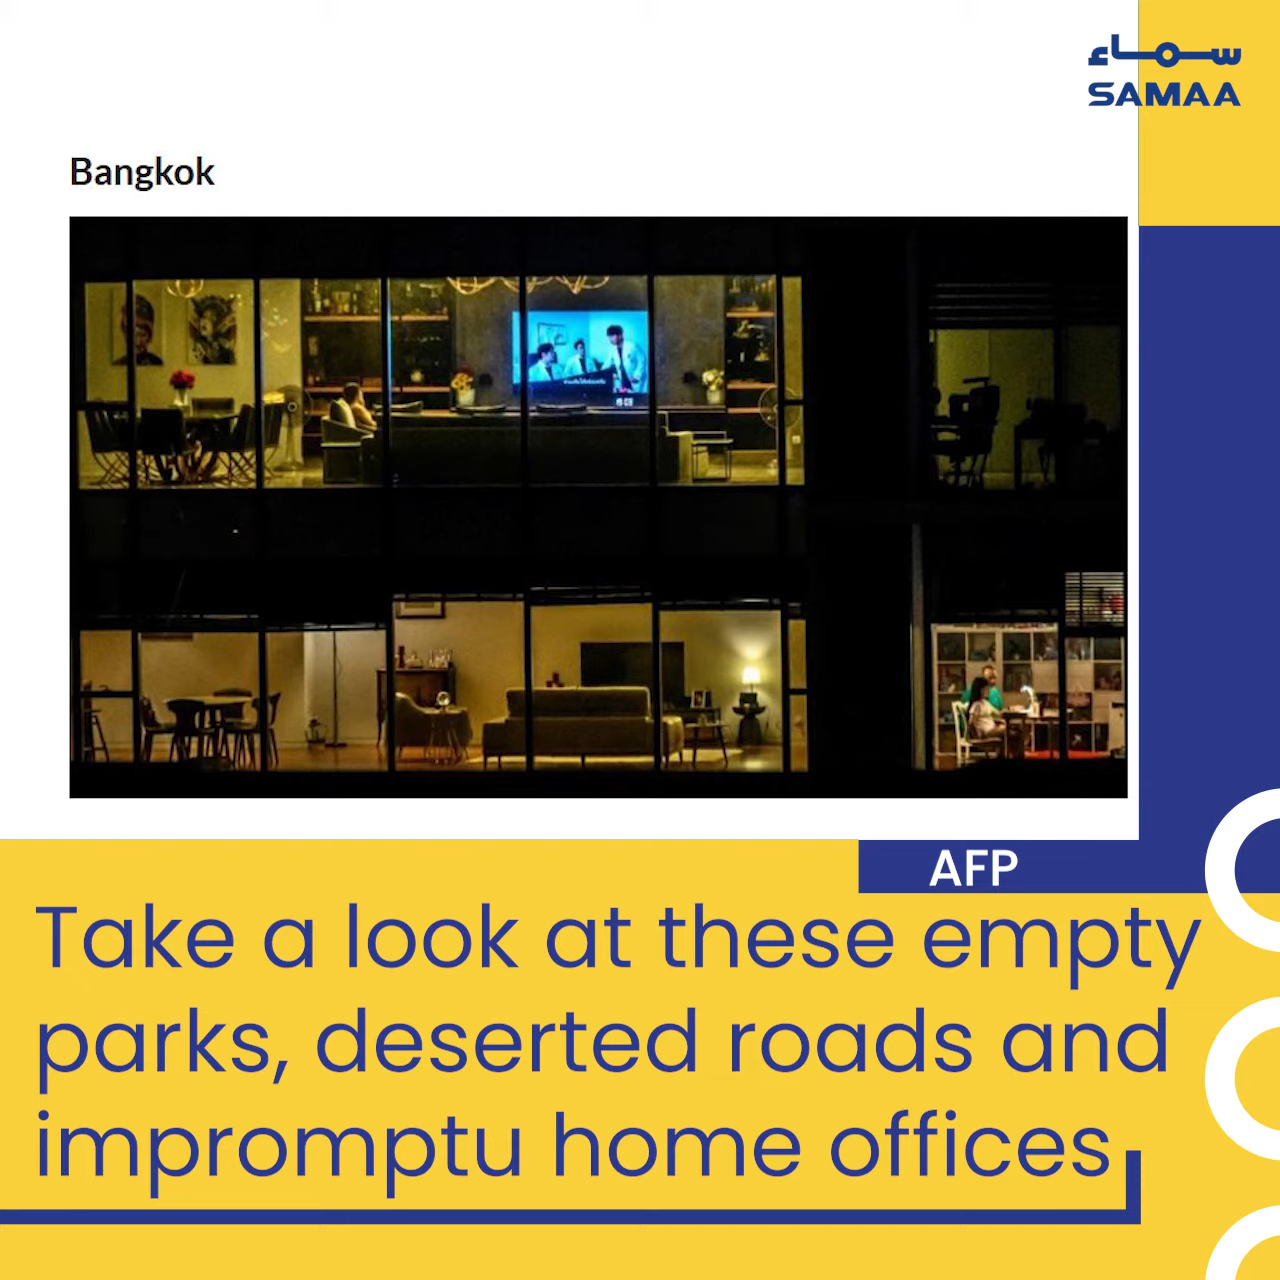 سماء
SAMAA
Bangkok
AFP
Take a look at these empty
parks, deserted roads and
impromptu home offices